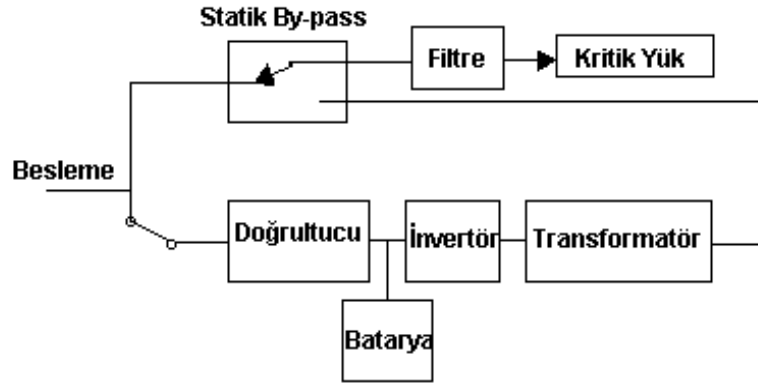 Statik By-pass
Filtre
Kritik Yük
Besleme
Doğrultucu
İnvertör
Transformatör
Batarya